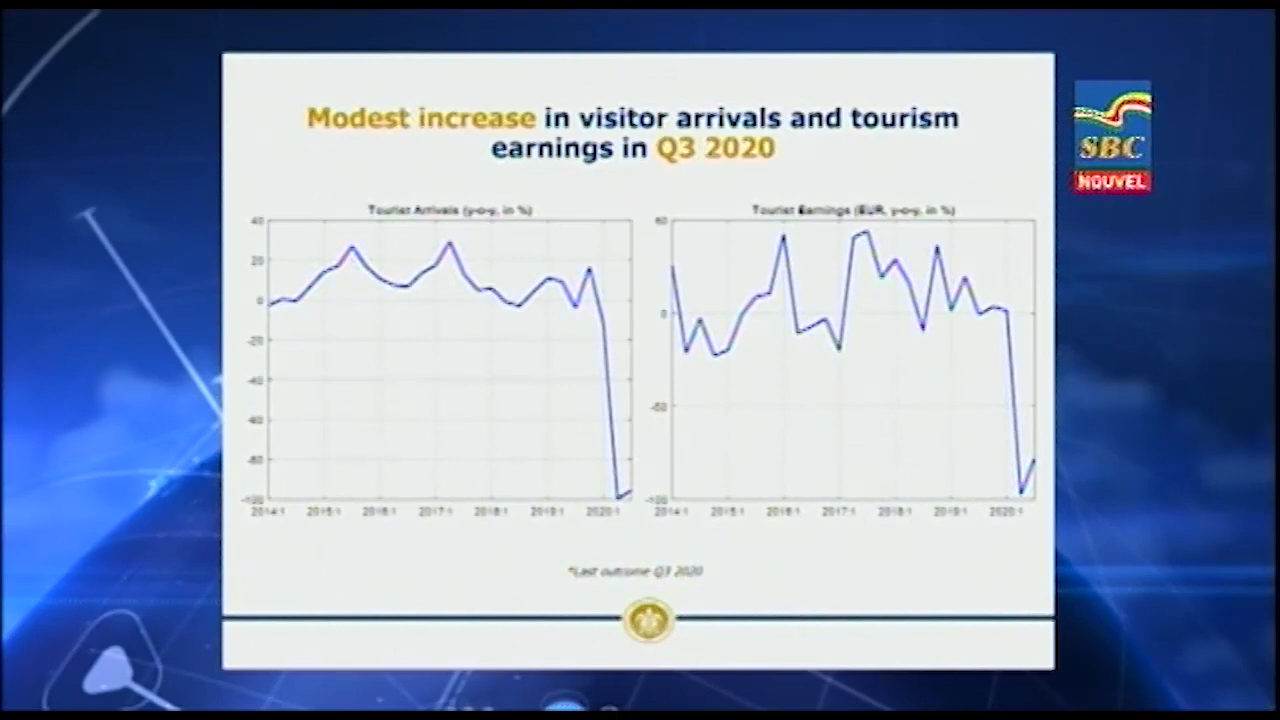 Modest increase in visitor arrivals and tourism
earnings in Q3 2020
SBC
NOUVEL
Tourist Arrivals (y-o-y, in %)
40
20
0
-20
-40
-60
-80
-100
2014:1 2015:1 2016:1 2017:1 2018:1 2019:1 2020:1
Tourist Earnings (EUR, y-o-y, in %)
50
0
-50
-100
2014:1 2015:1 2016:1 2017:1 2018:1 2019:1 2020:1
*Last outcome Q3 2020